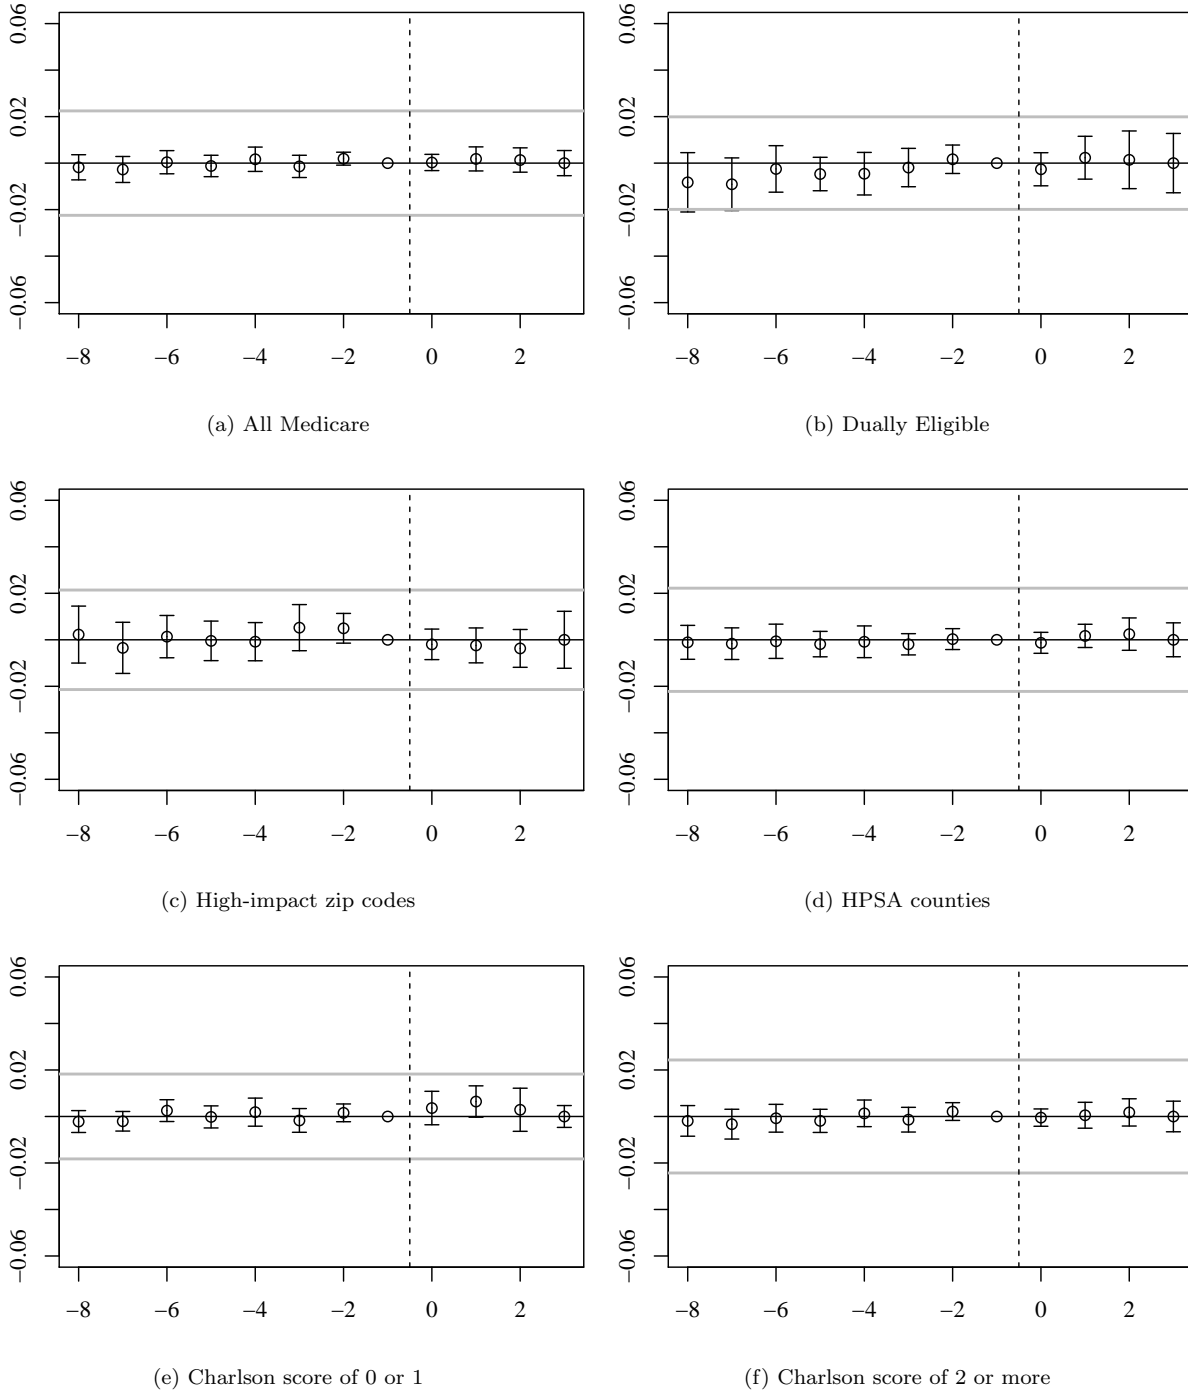 0.06
0.02
−0.02
−0.06
−8 −6 −4 −2 0 2
(a) All Medicare
0.06
0.02
−0.02
−0.06
−8 −6 −4 −2 0 2
(b) Dually Eligible
0.06
0.02
−0.02
−0.06
−8 −6 −4 −2 0 2
(c) High-impact zip codes
0.06
0.02
−0.02
−0.06
−8 −6 −4 −2 0 2
(d) HPSA counties
0.06
0.02
−0.02
−0.06
−8 −6 −4 −2 0 2
(e) Charlson score of 0 or 1
0.06
0.02
−0.02
−0.06
−8 −6 −4 −2 0 2
(f) Charlson score of 2 or more